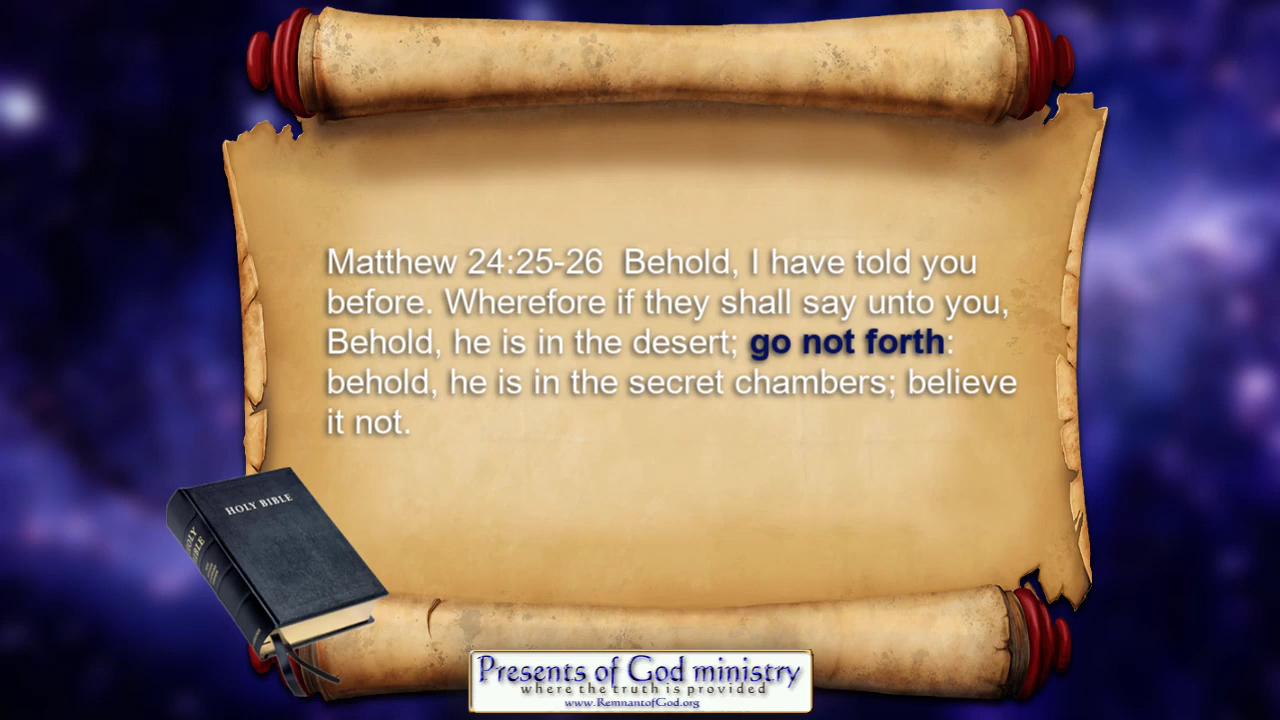 Matthew 24:25-26  Behold, I have told you
before. Wherefore if they shall say unto you,
Behold, he is in the desert; go not forth:
behold, he is in the secret chambers; believe
it not.
HOLY BIBLE
HOLY
BIBLE
Presents of God ministry
where the truth is provided
www.RemnantofGod.org